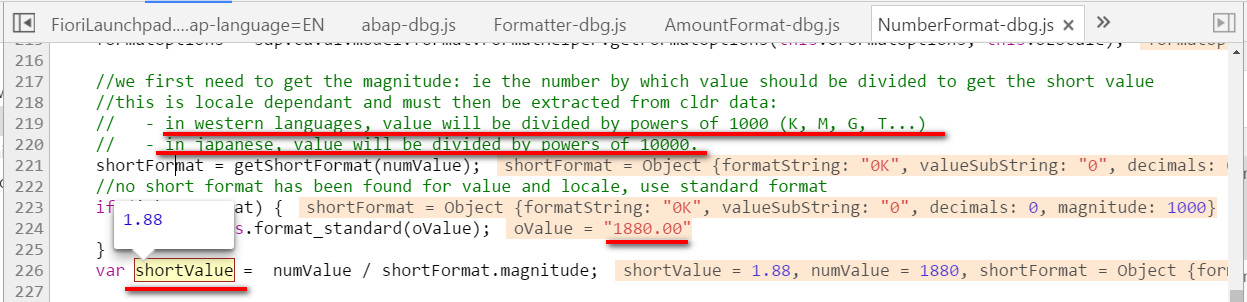 FioriLaunchpad....ap-language=EN abap-dbg.js Formatter-dbg.js AmountFormat-dbg.js NumberFormat-dbg.js ×
216
217 //we first need to get the magnitude: ie the number by which value should be divided to get the short value
218 //this is locale dependant and must then be extracted from cldr data:
219 // - in western languages, value will be divided by powers of 1000 (K, M, G, T...)
220 // - in japanese, value will be divided by powers of 10000.
221 shortFormat = getShortFormat(numValue); shortFormat = Object {formatString: "0K", valueSubString: "0", decimals:
222 //no short format has been found for value and locale, use standard format
223 if at) { shortFormat = Object {formatString: "0K", valueSubString: "0", decimals: 0, magnitude: 1000}
1.88
224 s.format_standard(oValue); oValue = "1880.00"
225 }
226 var shortValue = numValue / shortFormat.magnitude; shortValue = 1.88, numValue = 1880, shortFormat = Object {for
227